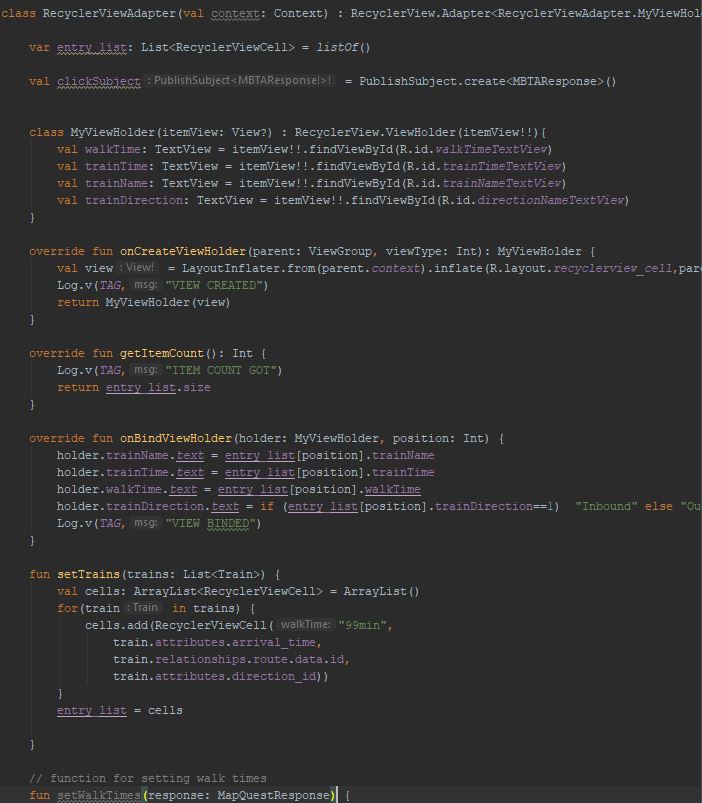 class RecyclerViewAdapter(val context: Context) : RecyclerView.Adapter<RecyclerViewAdapter.MyViewHol
var entry_list: List<RecyclerViewCell> = listOf()
val clickSubject : PublishSubject<MBTAResponse!>! = PublishSubject.create<MBTAResponse>()
class MyViewHolder(itemView: View?) : RecyclerView.ViewHolder(itemView!!){
val walkTime: TextView = itemView!!.findViewById(R.id.walkTimeTextView)
val trainTime: TextView = itemView!!.findViewById(R.id.trainTimeTextView)
val trainName: TextView = itemView!!.findViewById(R.id.trainNameTextView)
val trainDirection: TextView = itemView!!.findViewById(R.id.directionNameTextView)
}
override fun onCreateViewHolder(parent: ViewGroup, viewType: Int): MyViewHolder {
val view : View! = LayoutInflater.from(parent.context).inflate(R.layout.recyclerview_cell,par
Log.v(TAG, msg: "VIEW CREATED")
return MyViewHolder(view)
}
override fun getItemCount(): Int {
Log.v(TAG, msg: "ITEM COUNT GOT")
return entry_list.size
}
override fun onBindViewHolder(holder: MyViewHolder, position: Int) {
holder.trainName.text = entry_list[position].trainName
holder.trainTime.text = entry_list[position].trainTime
holder.walkTime.text = entry_list[position].walkTime
holder.trainDirection.text = if (entry_list[position].trainDirection==1) "Inbound" else "Ou
Log.v(TAG, msg: "VIEW BINDED")
}
fun setTrains(trains: List<Train>) {
val cells: ArrayList<RecyclerViewCell> = ArrayList()
for(train : Train in trains) {
cells.add(RecyclerViewCell( walkTime: "99min",
train.attributes.arrival_time,
train.relationships.route.data.id,
train.attributes.direction_id))
}
entry_list = cells
}
// function for setting walk times
fun setWalkTimes(response: MapQuestResponse) {